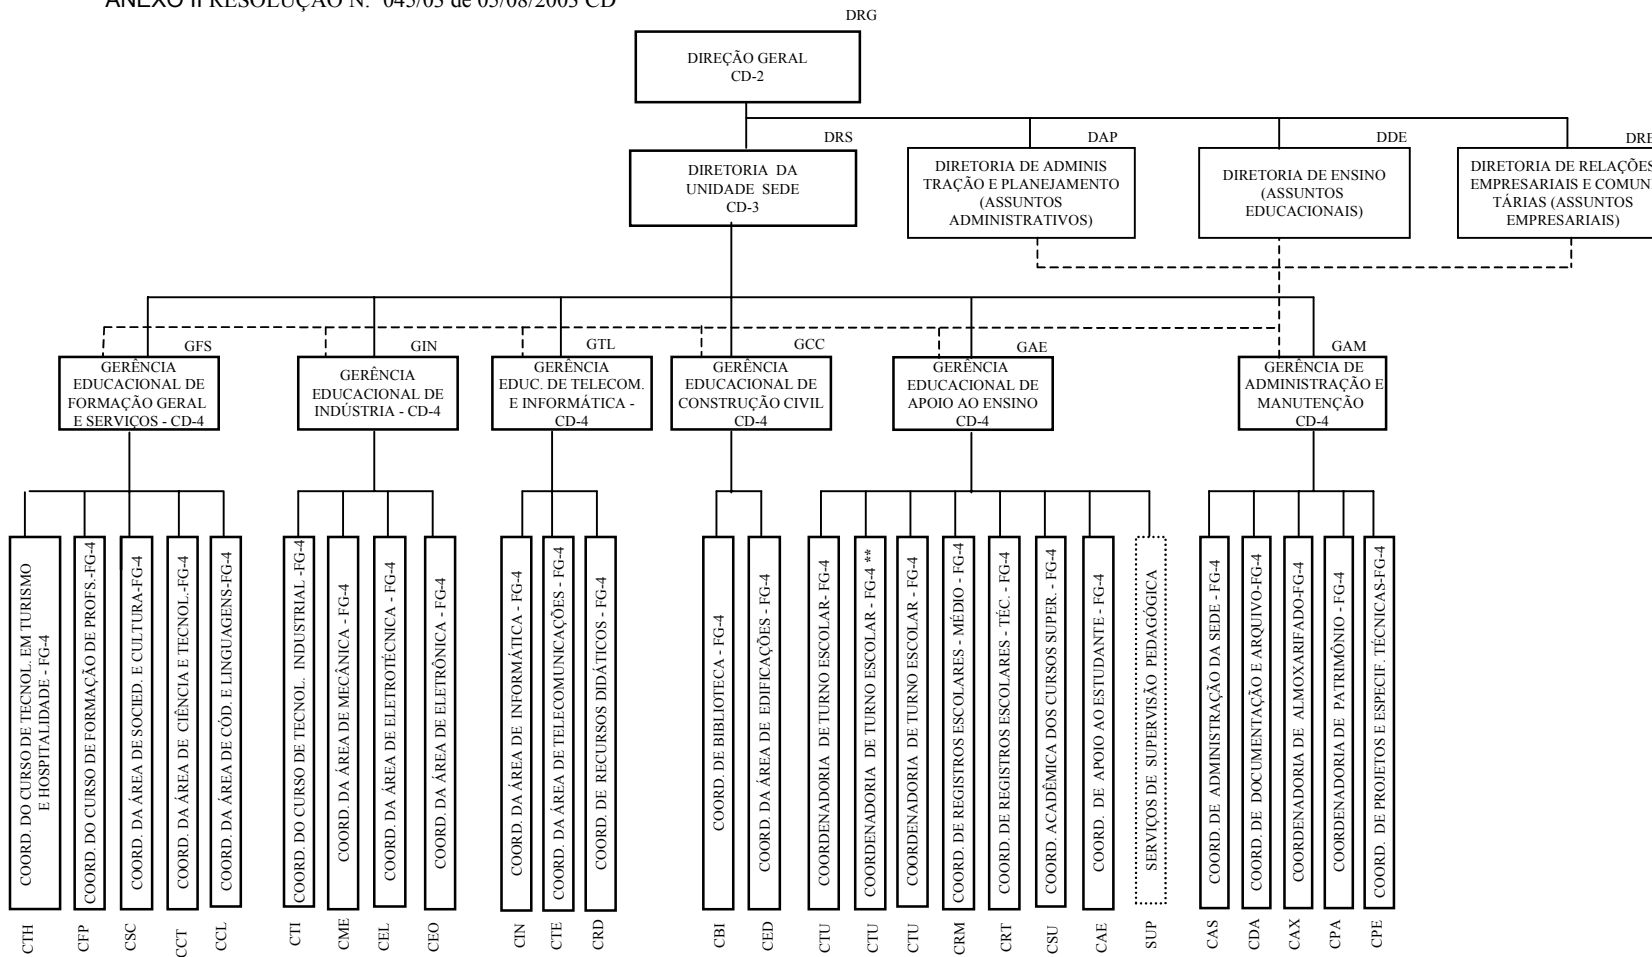 ANEXO II RESOLUÇÃO N.º 045/03 de 05/08/2003 CD
DRG
DIREÇÃO GERAL
CD-2
DRS
DIRETORIA DA
UNIDADE SEDE
CD-3
DAP
DIRETORIA DE ADMINIS
TRAÇÃO E PLANEJAMENTO
(ASSUNTOS
ADMINISTRATIVOS)
DDE
DIRETORIA DE ENSINO
(ASSUNTOS
EDUCACIONAIS)
DRE
DIRETORIA DE RELAÇÕES
EMPRESARIAIS E COMUN
TÁRIAS (ASSUNTOS
EMPRESARIAIS)
GFS
GERÊNCIA
EDUCACIONAL DE
FORMAÇÃO GERAL
E SERVIÇOS - CD-4
GIN
GERÊNCIA
EDUCACIONAL DE
INDÚSTRIA - CD-4
GTL
GERÊNCIA
EDUC. DE TELECOM.
E INFORMÁTICA -
CD-4
GCC
GERÊNCIA
EDUCACIONAL DE
CONSTRUÇÃO CIVIL
CD-4
GAE
GERÊNCIA
EDUCACIONAL DE
APOIO AO ENSINO
CD-4
GAM
GERÊNCIA DE
ADMINISTRAÇÃO E
MANUTENÇÃO
CD-4
COORD. DO CURSO DE TECNOL. EM TURISMO
E HOSPITALIDADE - FG-4
COORD. DO CURSO DE FORMAÇÃO DE PROFS.-FG-4
COORD. DA ÁREA DE SOCIED. E CULTURA-FG-4
COORD. DA ÁREA DE CIÊNCIA E TECNOL.-FG-4
COORD. DA ÁREA DE CÓD. E LINGUAGENS-FG-4
COORD. DO CURSO DE TECNOL. INDUSTRIAL -FG-4
COORD. DA ÁREA DE MECÂNICA - FG-4
COORD. DA ÁREA DE ELETROTÉCNICA - FG-4
COORD. DA ÁREA DE ELETRÔNICA - FG-4
COORD. DA ÁREA DE INFORMÁTICA - FG-4
COORD. DA ÁREA DE TELECOMUNICAÇÕES - FG-4
COORD. DE RECURSOS DIDÁTICOS - FG-4
COORD. DE BIBLIOTECA - FG-4
COORD. DA ÁREA DE EDIFICAÇÕES - FG-4
COORDENADORIA DE TURNO ESCOLAR- FG-4
COORDENADORIA DE TURNO ESCOLAR - FG-4 **
COORDENADORIA DE TURNO ESCOLAR - FG-4
COORD. DE REGISTROS ESCOLARES - MÉDIO - FG-4
COORD. DE REGISTROS ESCOLARES - TÉC. - FG-4
COORD. ACADÊMICA DOS CURSOS SUPER. - FG-4
COORD. DE APOIO AO ESTUDANTE - FG-4
SERVIÇOS DE SUPERVISÃO PEDAGÓGICA
COORD. DE ADMINISTRAÇÃO DA SEDE - FG-4
COORD. DE DOCUMENTAÇÃO E ARQUIVO-FG-4
COORDENADORIA DE ALMOXARIFADO-FG-4
COORDENADORIA DE PATRIMÔNIO - FG-4
COORD. DE PROJETOS E ESPECIF. TÉCNICAS-FG-4
CTH
CFP
CSC
CCT
CCL
CTI
CME
CEL
CEO
CIN
CTE
CRD
CBI
CED
CTU
CTU
CTU
CRM
CRT
CSU
CAE
SUP
CAS
CDA
CAX
CPA
CPE